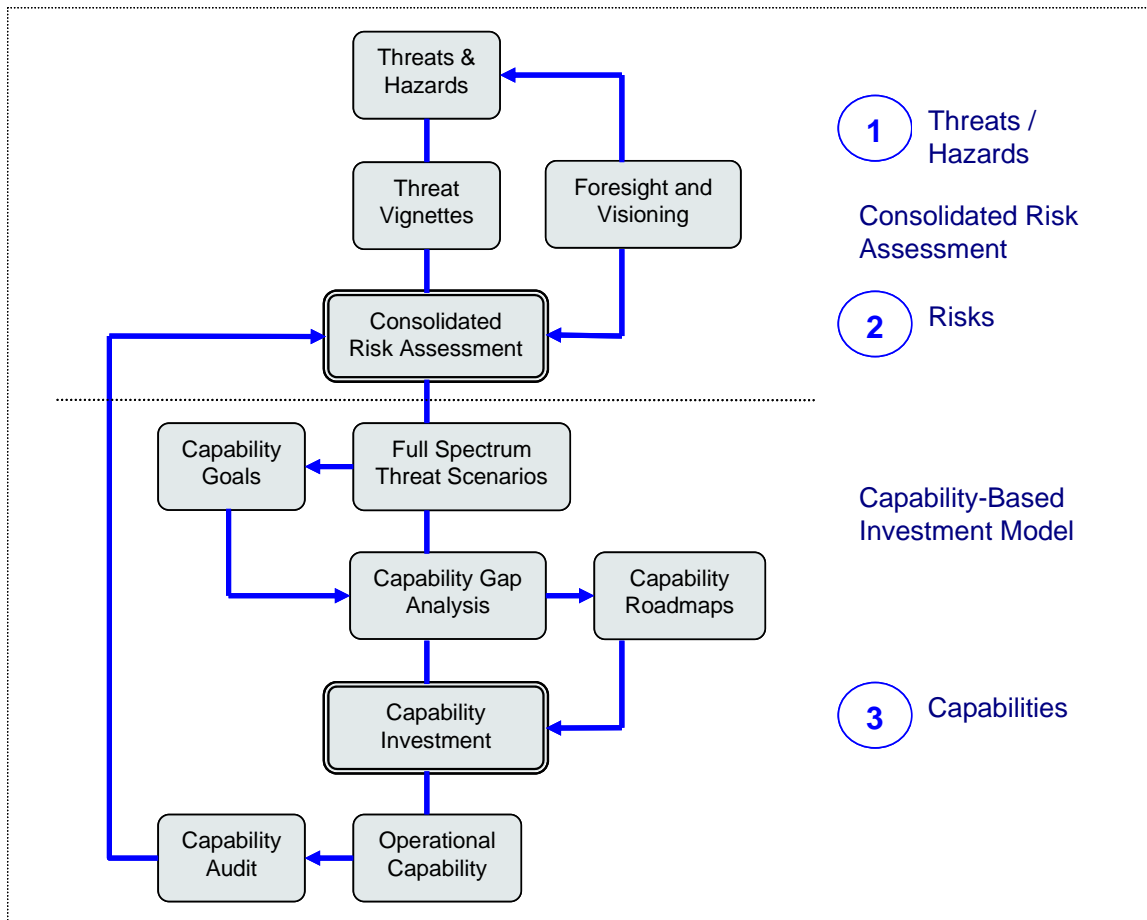 Threats &
Hazards
Threat
Vignettes
Foresight and
Visioning
Consolidated
Risk Assessment
1
Threats /
Hazards
Consolidated Risk
Assessment
2
Risks
Capability
Goals
Full Spectrum
Threat Scenarios
Capability Gap
Analysis
Capability
Roadmaps
Capability
Investment
Capability
Audit
Operational
Capability
Capability-Based
Investment Model
3
Capabilities